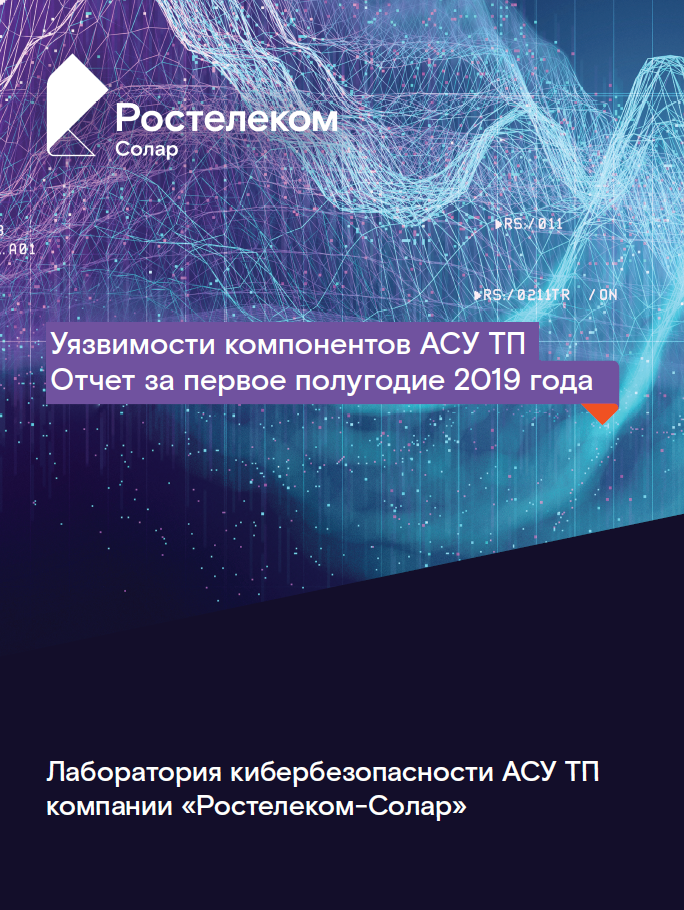 Ростелеком
Солар
RS:/011
.A01
RS:/0211TR /ON
Уязвимости компонентов АСУ ТП
Отчет за первое полугодие 2019 года
Лаборатория кибербезопасности АСУ ТП
компании «Ростелеком-Солар»